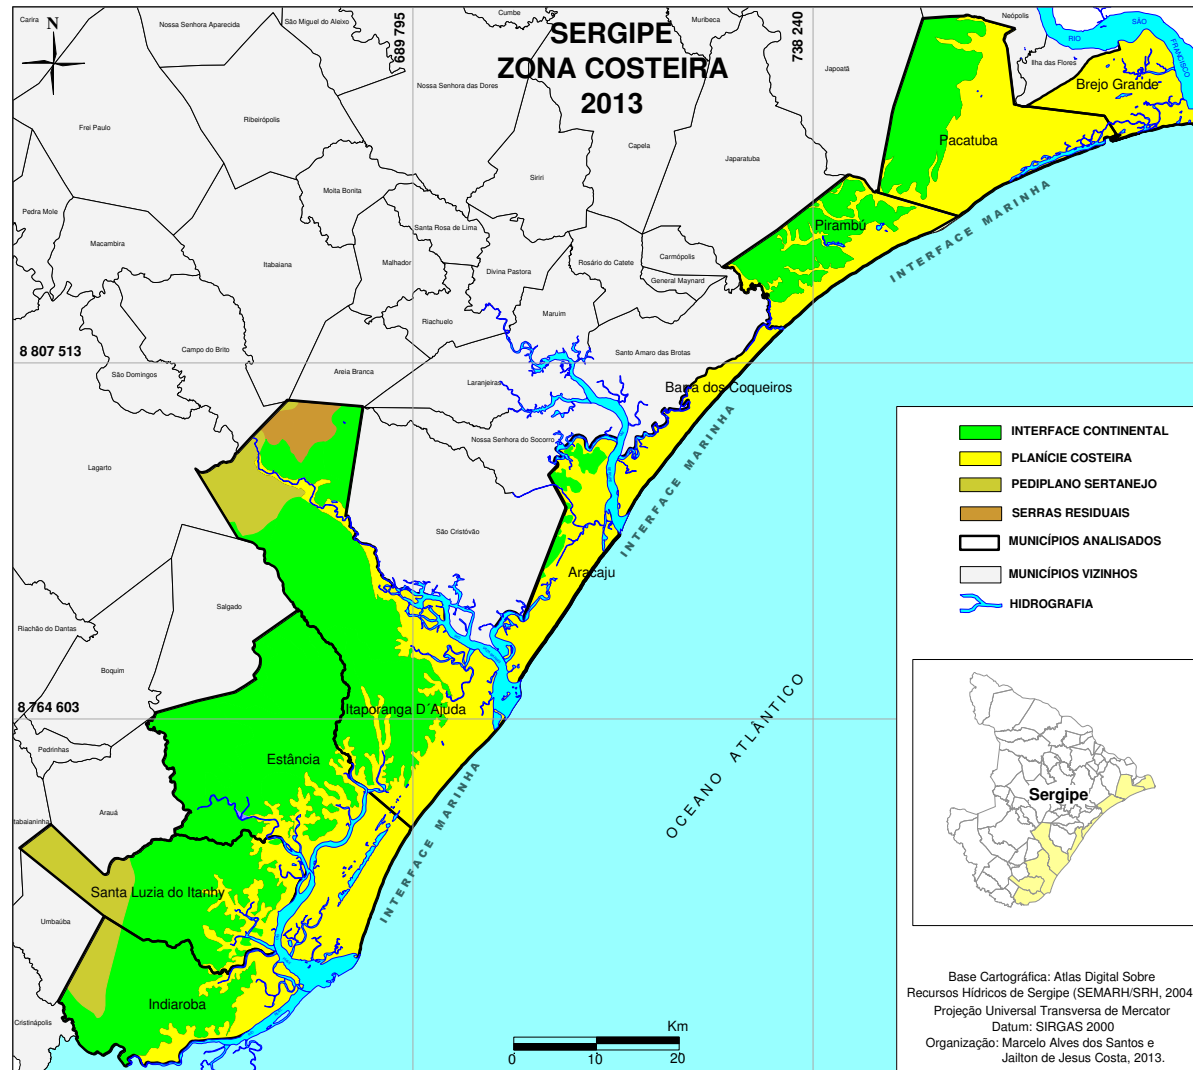 SERGIPE
ZONA COSTEIRA
2013
N
689 795
738 240
8 807 513
8 764 603
Carira
Nossa Senhora Aparecida
São Miguel do Aleixo
Cumbe
Muribeca
Neópolis
RIO
SÃO
FRANCISCO
Ilha das Flores
Brejo Grande
Japoatã
Pacatuba
Nossa Senhora das Dores
Frei Paulo
Ribeirópolis
Capela
Japaratuba
Siriri
Moita Bonita
Pedra Mole
Macambira
Santa Rosa de Lima
Itabaiana
Malhador
Divina Pastora
Rosário do Catete
Carmópolis
General Maynard
Pirambú
INTERFACE MARINHA
Riachuelo
Maruim
Santo Amaro das Brotas
Campo do Brito
São Domingos
Areia Branca
Laranjeiras
Barra dos Coqueiros
INTERFACE MARINHA
Nossa Senhora do Socorro
Lagarto
São Cristóvão
Aracaju
Salgado
Riachão do Dantas
Boquim
Itaporanga D´Ajuda
Pedrinhas
Estância
Arauá
Itabaianinha
INTERFACE MARINHA
OCEANO ATLÂNTICO
Santa Luzia do Itanhy
Umbaúba
Indiaroba
Cristinápolis
Km
0 10 20
INTERFACE CONTINENTAL
PLANÍCIE COSTEIRA
PEDIPLANO SERTANEJO
SERRAS RESIDUAIS
MUNICÍPIOS ANALISADOS
MUNICÍPIOS VIZINHOS
HIDROGRAFIA
Sergipe
Base Cartográfica: Atlas Digital Sobre
Recursos Hídricos de Sergipe (SEMARH/SRH, 2004
Projeção Universal Transversa de Mercator
Datum: SIRGAS 2000
Organização: Marcelo Alves dos Santos e
Jailton de Jesus Costa, 2013.